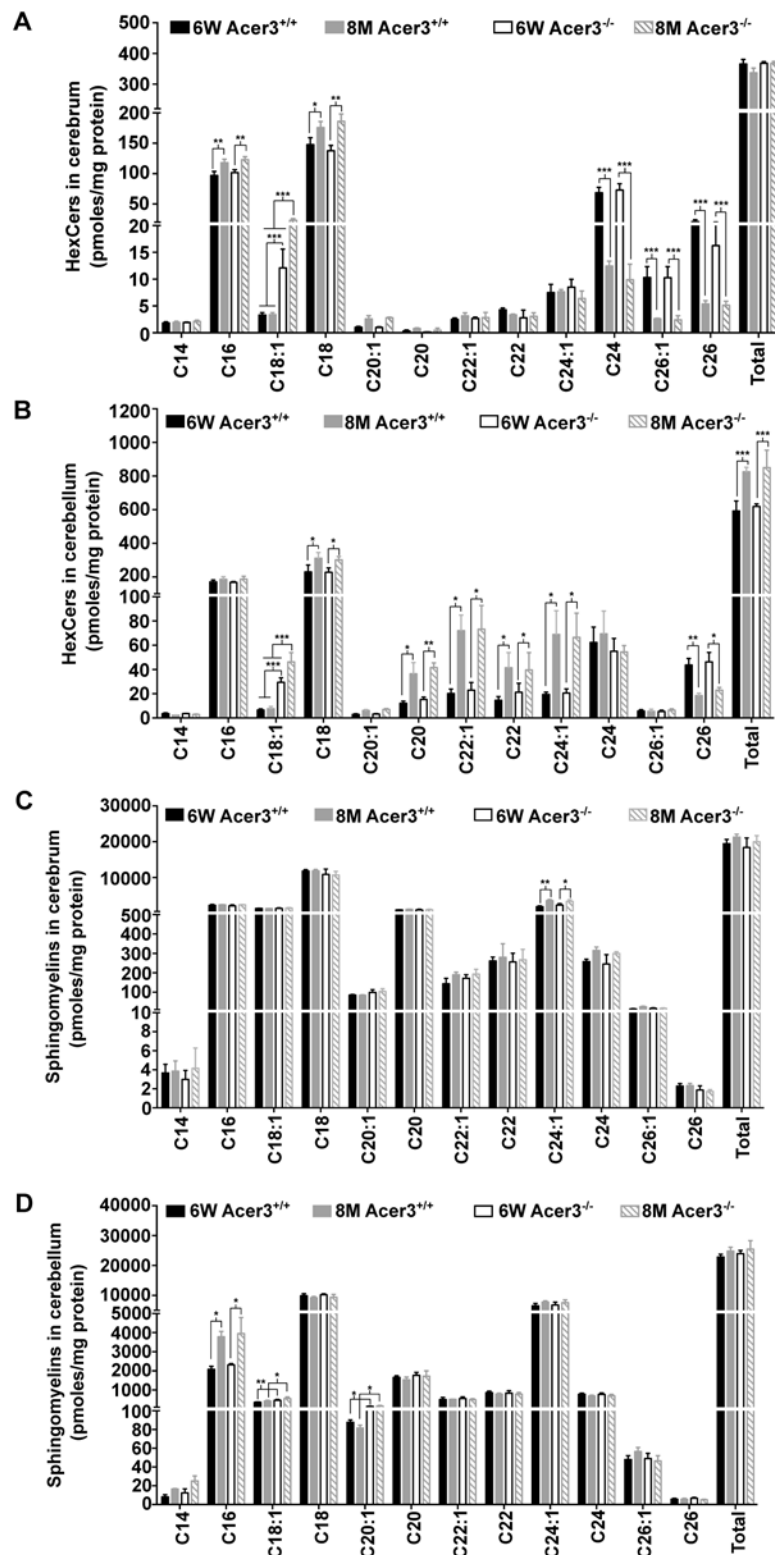 A
6W Acer3+/+ 8M Acer3+/+ 6W Acer3-/- 8M Acer3-/-
HexCers in cerebrum
(pmoles/mg protein)
500
400
300
200
150
100
50
20
15
10
5
0
** ** *** *** * ** *** *** *** *** *** ***
C14 C16 C18:1 C18 C20:1 C20 C22:1 C22 C24:1 C24 C26:1 C26 Total
B
6W Acer3+/+ 8M Acer3+/+ 6W Acer3-/- 8M Acer3-/-
HexCers in cerebellum
(pmoles/mg protein)
1200
1000
800
600
400
200
100
80
60
40
20
0
*** *** * * * ** * * * * * * ** * *** ***
C14 C16 C18:1 C18 C20:1 C20 C22:1 C22 C24:1 C24 C26:1 C26 Total
C
6W Acer3+/+ 8M Acer3+/+ 6W Acer3-/- 8M Acer3-/-
Sphingomyelins in cerebrum
(pmoles/mg protein)
30000
20000
10000
500
400
300
200
100
10
8
6
4
2
0
** *
C14 C16 C18:1 C18 C20:1 C20 C22:1 C22 C24:1 C24 C26:1 C26 Total
D
6W Acer3+/+ 8M Acer3+/+ 6W Acer3-/- 8M Acer3-/-
Sphingomyelins in cerebellum
(pmoles/mg protein)
40000
30000
20000
10000
5000
4000
3000
2000
1000
100
80
60
40
20
0
* * ** * * *
C14 C16 C18:1 C18 C20:1 C20 C22:1 C22 C24:1 C24 C26:1 C26 Total